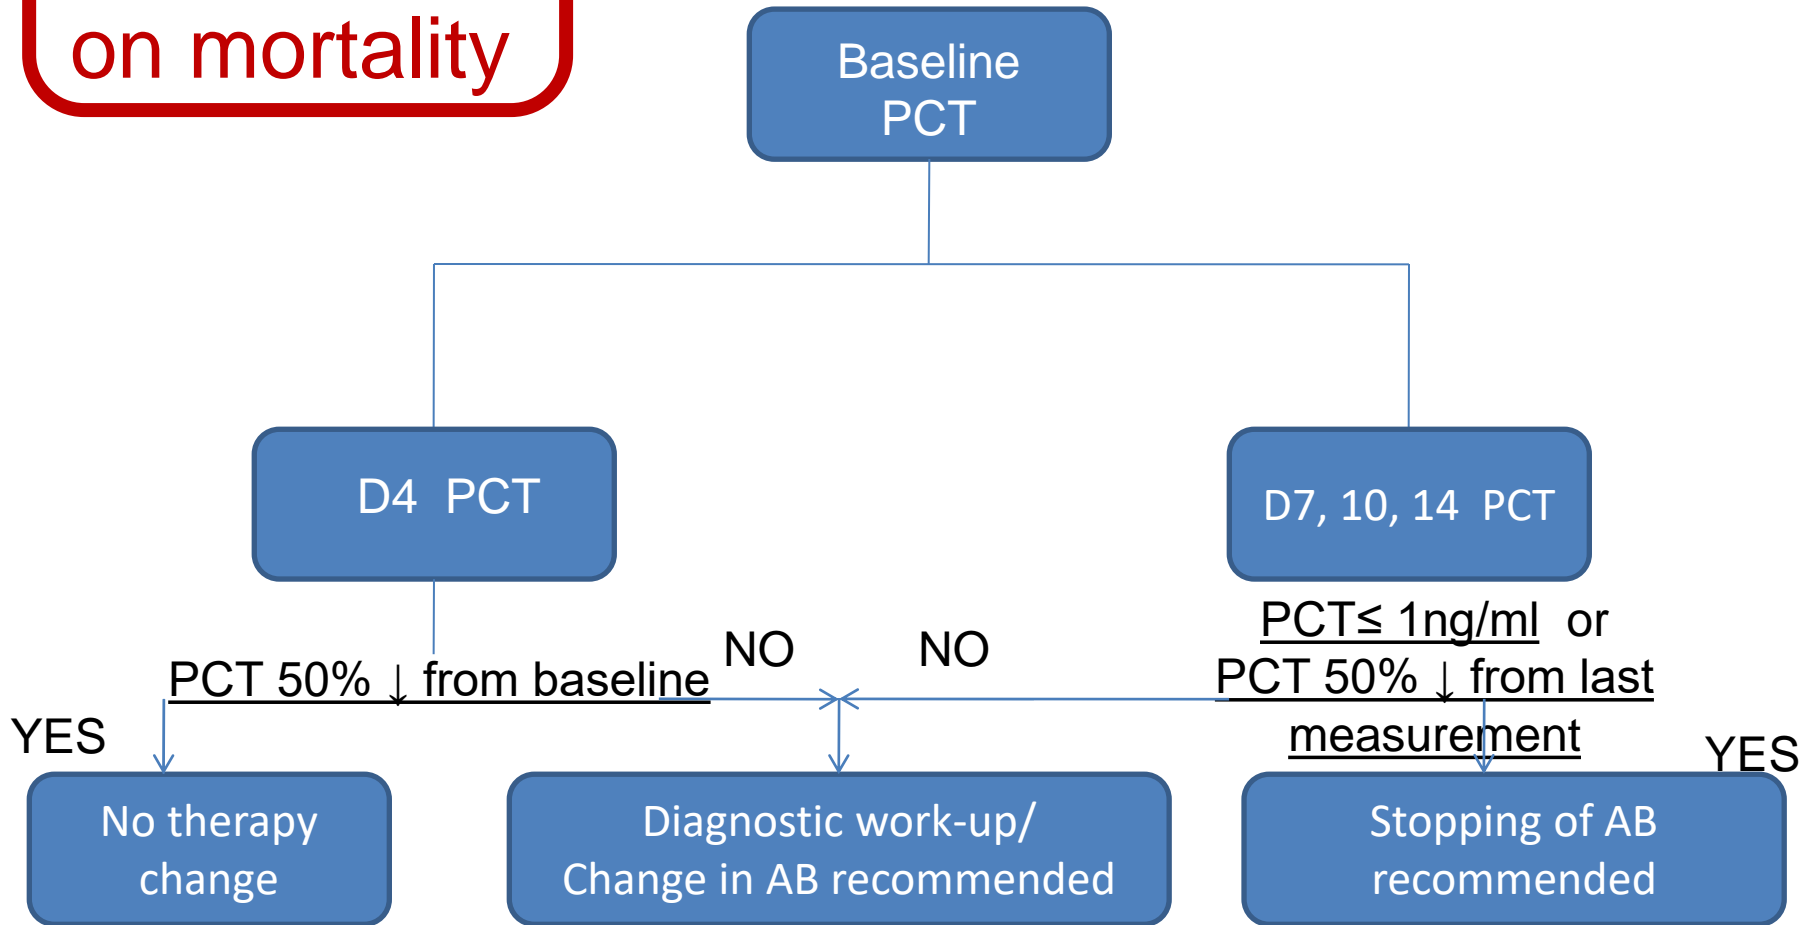 on mortality
Baseline
PCT
D4  PCT
D7, 10, 14  PCT
PCT 50% ↓ from baseline
NO
NO
PCT≤ 1ng/ml  or
PCT 50% ↓ from last
measurement
YES
YES
No therapy
change
Diagnostic work-up/
Change in AB recommended
Stopping of AB
recommended